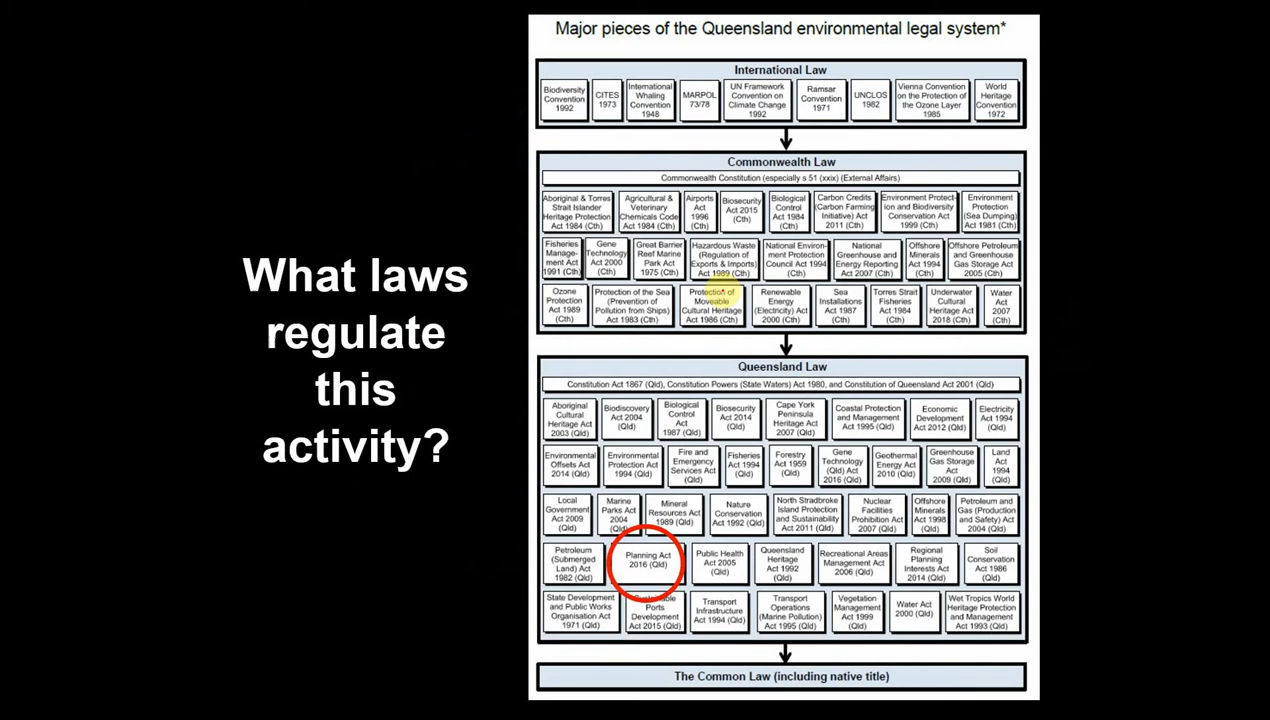 Major pieces of the Queensland environmental legal system*
What laws
regulate
this
activity?
International Law
Biodiversity
Convention
1992
CITES
1973
International
Whaling
Convention
1948
MARPOL
73/78
UN Framework
Convention on
Climate Change
1992
Ramsar
Convention
1971
UNCLOS
1982
Vienna Convention
on the Protection of
the Ozone Layer
1985
World
Heritage
Convention
1972
Commonwealth Law
Commonwealth Constitution (especially s 51 (xxix) (External Affairs)
Aboriginal & Torres
Strait Islander
Heritage Protection
Act 1984 (Cth)
Agricultural &
Veterinary
Chemicals Code
Act 1984 (Cth)
Airports
Act
1996
(Cth)
Biosecurity
Act 2015
(Cth)
Biological
Control
Act 1984
(Cth)
Carbon Credits
(Carbon Farming
Initiative) Act
2011 (Cth)
Environment Protect-
ion and Biodiversity
Conservation Act
1999 (Cth)
Environment
Protection
(Sea Dumping)
Act 1981 (Cth)
Fisheries
Manage-
ment Act
1991 (Cth)
Gene
Technology
Act 2000
(Cth)
Great Barrier
Reef Marine
Park Act
1975 (Cth)
Hazardous Waste
(Regulation of
Exports & Imports)
Act 1989 (Cth)
National Environ-
ment Protection
Council Act 1994
(Cth)
National
Greenhouse and
Energy Reporting
Act 2007 (Cth)
Offshore
Minerals
Act 1994
(Cth)
Offshore Petroleum
and Greenhouse
Gas Storage Act
2005 (Cth)
Ozone
Protection
Act 1989
(Cth)
Protection of the Sea
(Prevention of
Pollution from Ships)
Act 1983 (Cth)
Protection of
Moveable
Cultural Heritage
Act 1986 (Cth)
Renewable
Energy
(Electricity) Act
2000 (Cth)
Sea
Installations
Act 1987
(Cth)
Torres Strait
Fisheries
Act 1984
(Cth)
Underwater
Cultural
Heritage Act
2018 (Cth)
Water
Act
2007
(Cth)
Queensland Law
Constitution Act 1867 (Qld), Constitution Powers (State Waters) Act 1980, and Constitution of Queensland Act 2001 (Qld)
Aboriginal
Cultural
Heritage Act
2003 (Qld)
Biodiscovery
Act 2004
(Qld)
Biological
Control
Act
1987 (Qld)
Biosecurity
Act 2014
(Qld)
Cape York
Peninsula
Heritage Act
2007 (Qld)
Coastal Protection
and Management
Act 1995 (Qld)
Economic
Development
Act 2012 (Qld)
Electricity
Act 1994
(Qld)
Environmental
Offsets Act
2014 (Qld)
Environmental
Protection Act
1994 (Qld)
Fire and
Emergency
Services Act
(Qld)
Fisheries
Act 1994
(Qld)
Forestry
Act 1959
(Qld)
Gene
Technology
(Qld) Act
2016 (Qld)
Geothermal
Energy Act
2010 (Qld)
Greenhouse
Gas Storage
Act
2009 (Qld)
Land
Act
1994
(Qld)
Local
Government
Act 2009
(Qld)
Marine
Parks Act
2004
(Qld)
Mineral
Resources Act
1989 (Qld)
Nature
Conservation
Act 1992 (Qld)
North Stradbroke
Island Protection
and Sustainability
Act 2011 (Qld)
Nuclear
Facilities
Prohibition Act
2007 (Qld)
Offshore
Minerals
Act 1998
(Qld)
Petroleum and
Gas (Production
and Safety) Act
2004 (Qld)
Petroleum
(Submerged
Land) Act
1982 (Qld)
Planning Act
2016 (Qld)
Public Health
Act 2005
(Qld)
Queensland
Heritage
Act 1992
(Qld)
Recreational Areas
Management Act
2006 (Qld)
Regional
Planning
Interests Act
2014 (Qld)
Soil
Conservation
Act 1986
(Qld)
State Development
and Public Works
Organisation Act
1971 (Qld)
Sustainable
Ports
Development
Act 2015 (Qld)
Transport
Infrastructure
Act 1994 (Qld)
Transport
Operations
(Marine Pollution)
Act 1995 (Qld)
Vegetation
Management
Act 1999
(Qld)
Water Act
2000 (Qld)
Wet Tropics World
Heritage Protection
and Management
Act 1993 (Qld)
The Common Law (including native title)